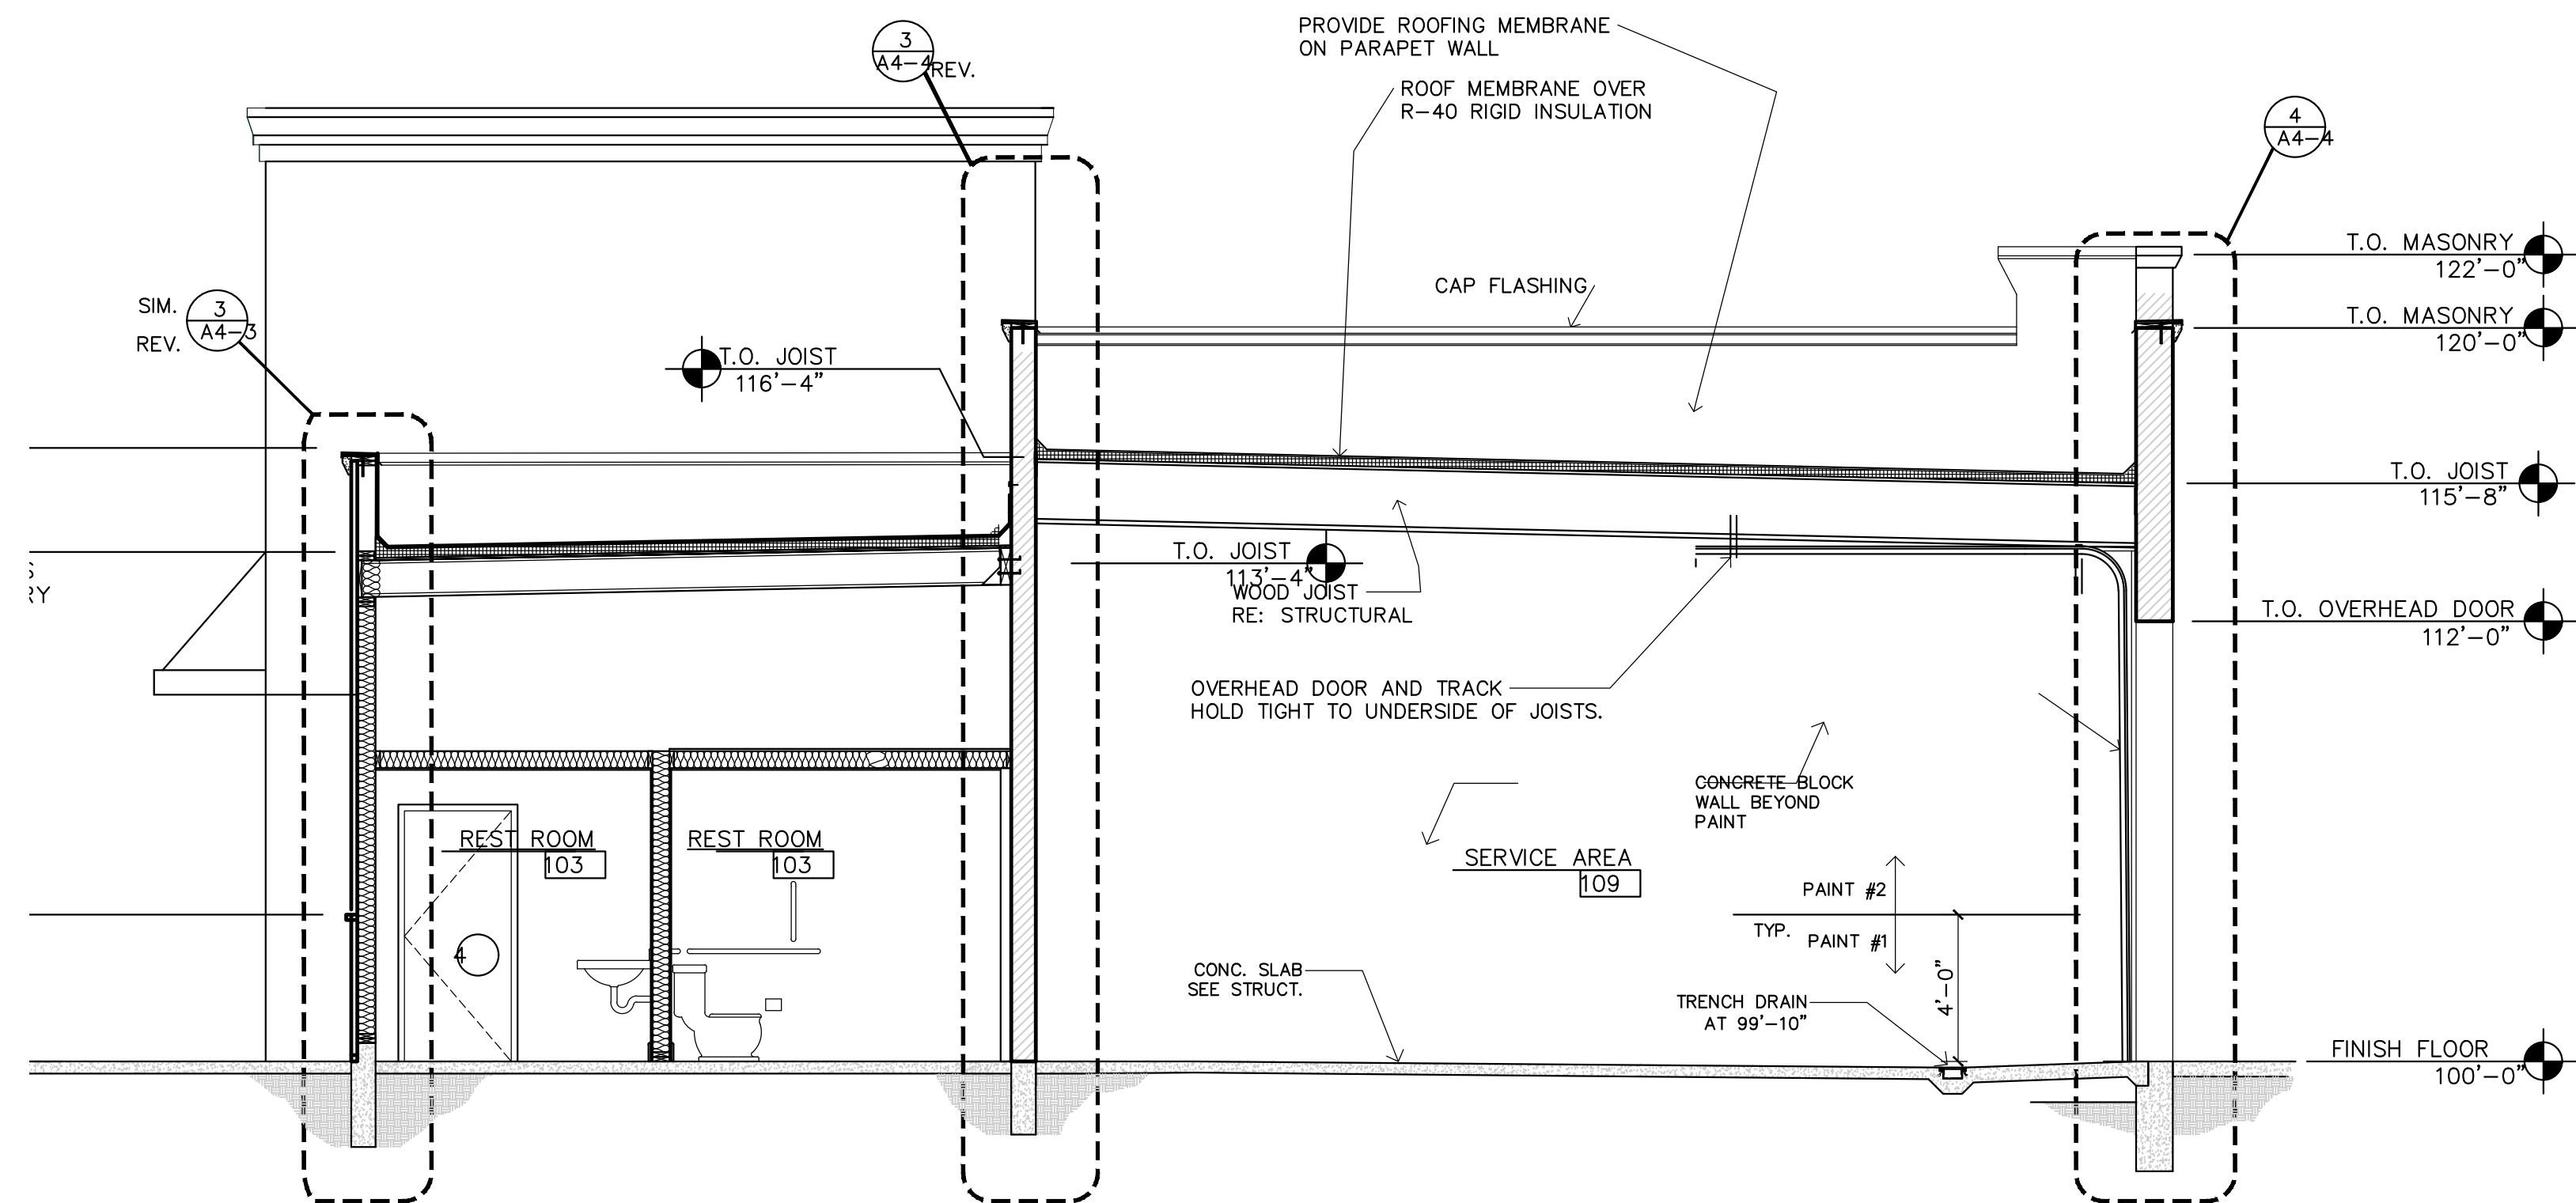 PROVIDE ROOFING MEMBRANE
ON PARAPET WALL
3
A4-4
REV.
ROOF MEMBRANE OVER
R-40 RIGID INSULATION
4
A4-4
T.O. MASONRY
122'-0"
CAP FLASHING
SIM.
3
A4-3
REV.
T.O. MASONRY
120'-0"
T.O. JOIST
116'-4"
T.O. JOIST
115'-8"
T.O. JOIST
113'-4"
WOOD JOIST
RE: STRUCTURAL
RY
T.O. OVERHEAD DOOR
112'-0"
OVERHEAD DOOR AND TRACK
HOLD TIGHT TO UNDERSIDE OF JOISTS.
CONCRETE BLOCK
WALL BEYOND
PAINT
REST ROOM
103
REST ROOM
103
SERVICE AREA
109
PAINT #2
TYP.
PAINT #1
4
CONC. SLAB
SEE STRUCT.
4'-0"
TRENCH DRAIN
AT 99'-10"
FINISH FLOOR
100'-0"